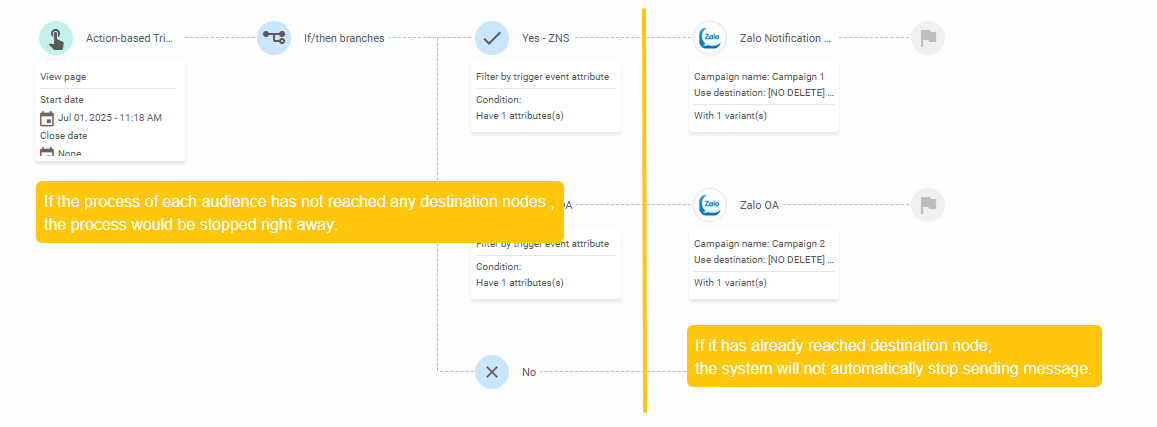 Action-based Tri...
If/then branches
Yes - ZNS
Zalo
Zalo Notification ...
View page
Start date
Jul 01, 2025 - 11:18 AM
Close date
None
Filter by trigger event attribute
Condition:
Have 1 attributes(s)
Campaign name: Campaign 1
Use destination: [NO DELETE] ...
With 1 variant(s)
If the process of each audience has not reached any destination nodes ,
the process would be stopped right away.
Zalo
Zalo OA
Filter by trigger event attribute
Condition:
Have 1 attributes(s)
Campaign name: Campaign 2
Use destination: [NO DELETE] ...
With 1 variant(s)
If it has already reached destination node,
the system will not automatically stop sending message.
No